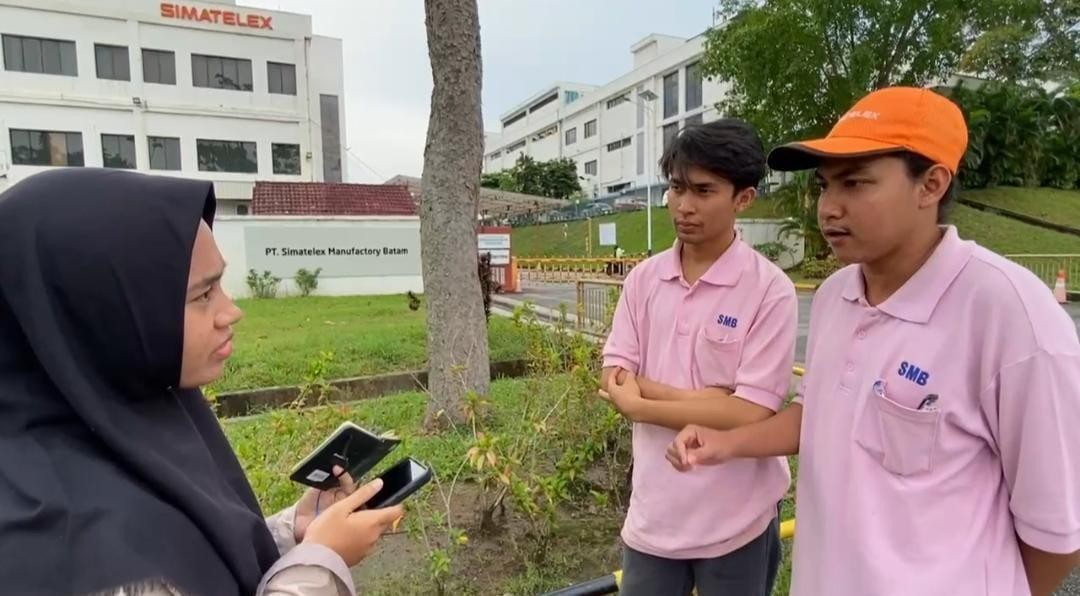 SIMATELEX
PT. Simatelex Manufactory Batam
SMB
SMB